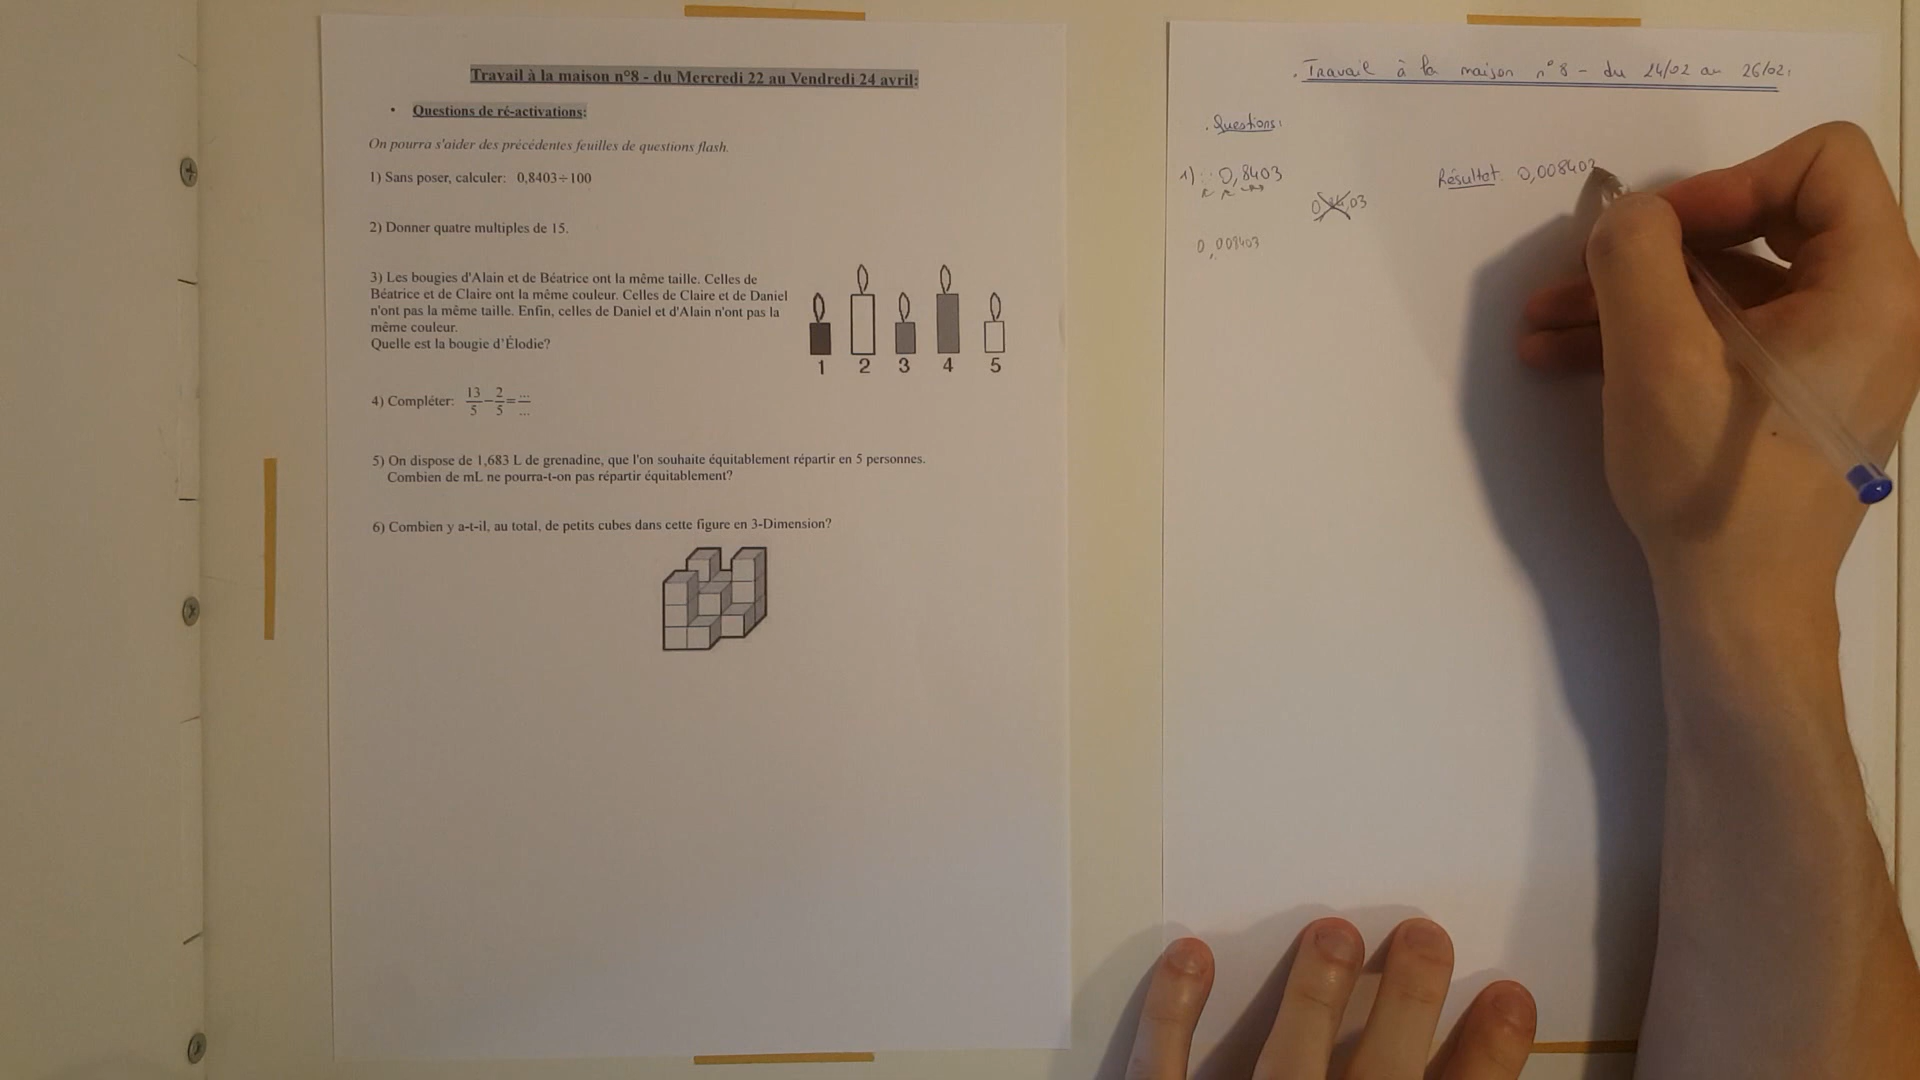 Travail à la maison n°8 - du Mercredi 22 au Vendredi 24 avril:
• Questions de ré-activations:
On pourra s'aider des précédentes feuilles de questions flash.
1) Sans poser, calculer: 0,8403÷100
2) Donner quatre multiples de 15.
3) Les bougies d'Alain et de Béatrice ont la même taille. Celles de
Béatrice et de Claire ont la même couleur. Celles de Claire et de Daniel
n'ont pas la même taille. Enfin, celles de Daniel et d'Alain n'ont pas la
même couleur.
Quelle est la bougie d'Élodie?
1 2 3 4 5
4) Compléter: 13/5 - 2/5 = .../...
5) On dispose de 1,683 L de grenadine, que l'on souhaite équitablement répartir en 5 personnes.
Combien de mL ne pourra-t-on pas répartir équitablement?
6) Combien y a-t-il, au total, de petits cubes dans cette figure en 3-Dimension?
. Travail à la maison n°8 - du 24/02 au 26/02:
. Questions:
1) : 0,8403
Résultat: 0,008403
0,008403